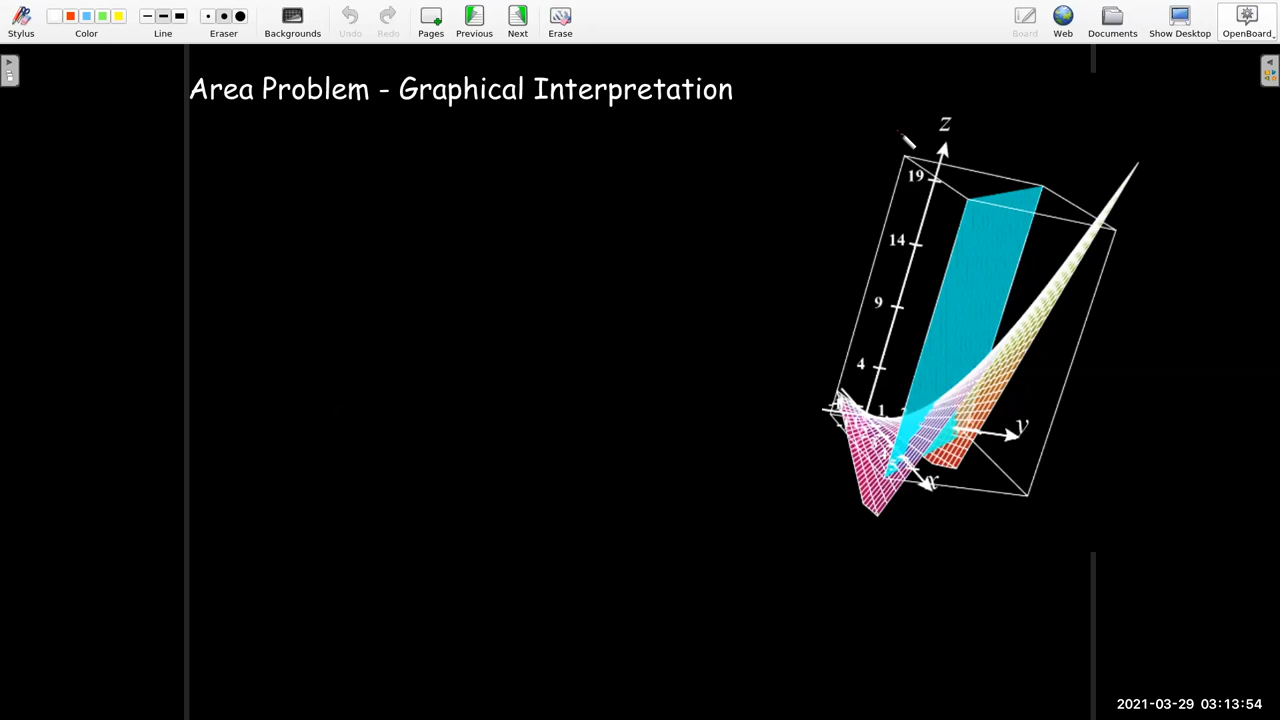 Stylus Color Line Eraser Backgrounds Undo Redo Pages Previous Next Erase Board Web Documents Show Desktop OpenBoard
Area Problem - Graphical Interpretation
z
19
14
9
4
1
y
x
2021-03-29 03:13:54